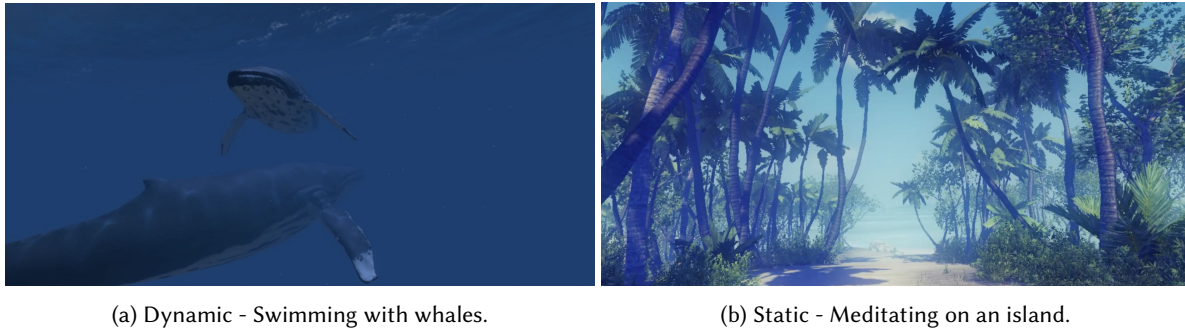 (a) Dynamic - Swimming with whales.
(b) Static - Meditating on an island.